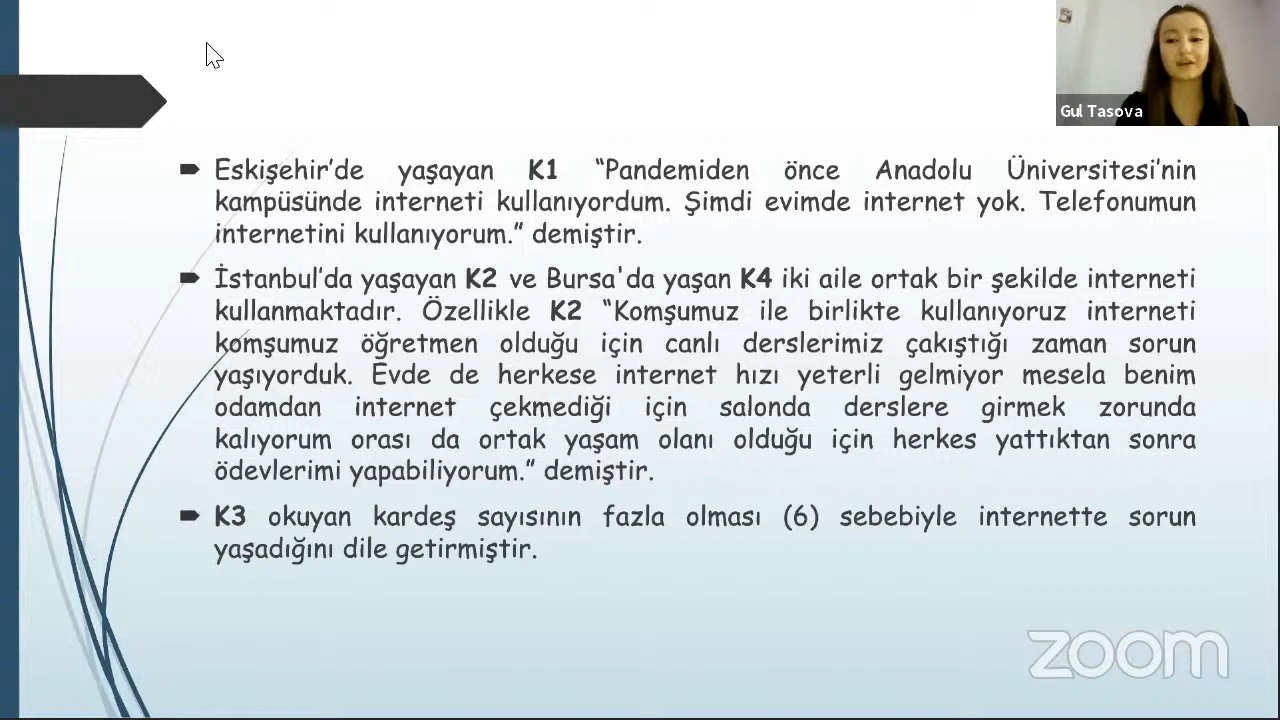 Gul Tasova
Eskişehir’de yaşayan K1 “Pandemiden önce Anadolu Üniversitesi’nin
kampüsünde interneti kullanıyordum. Şimdi evimde internet yok. Telefonumun
internetini kullanıyorum.” demiştir.
İstanbul’da yaşayan K2 ve Bursa'da yaşan K4 iki aile ortak bir şekilde interneti
kullanmaktadır. Özellikle K2 “Komşumuz ile birlikte kullanıyoruz interneti
komşumuz öğretmen olduğu için canlı derslerimiz çakıştığı zaman sorun
yaşıyorduk. Evde de herkese internet hızı yeterli gelmiyor mesela benim
odamdan internet çekmediği için salonda derslere girmek zorunda
kalıyorum orası da ortak yaşam olanı olduğu için herkes yattıktan sonra
ödevlerimi yapabiliyorum.” demiştir.
K3 okuyan kardeş sayısının fazla olması (6) sebebiyle internette sorun
yaşadığını dile getirmiştir.
zoom